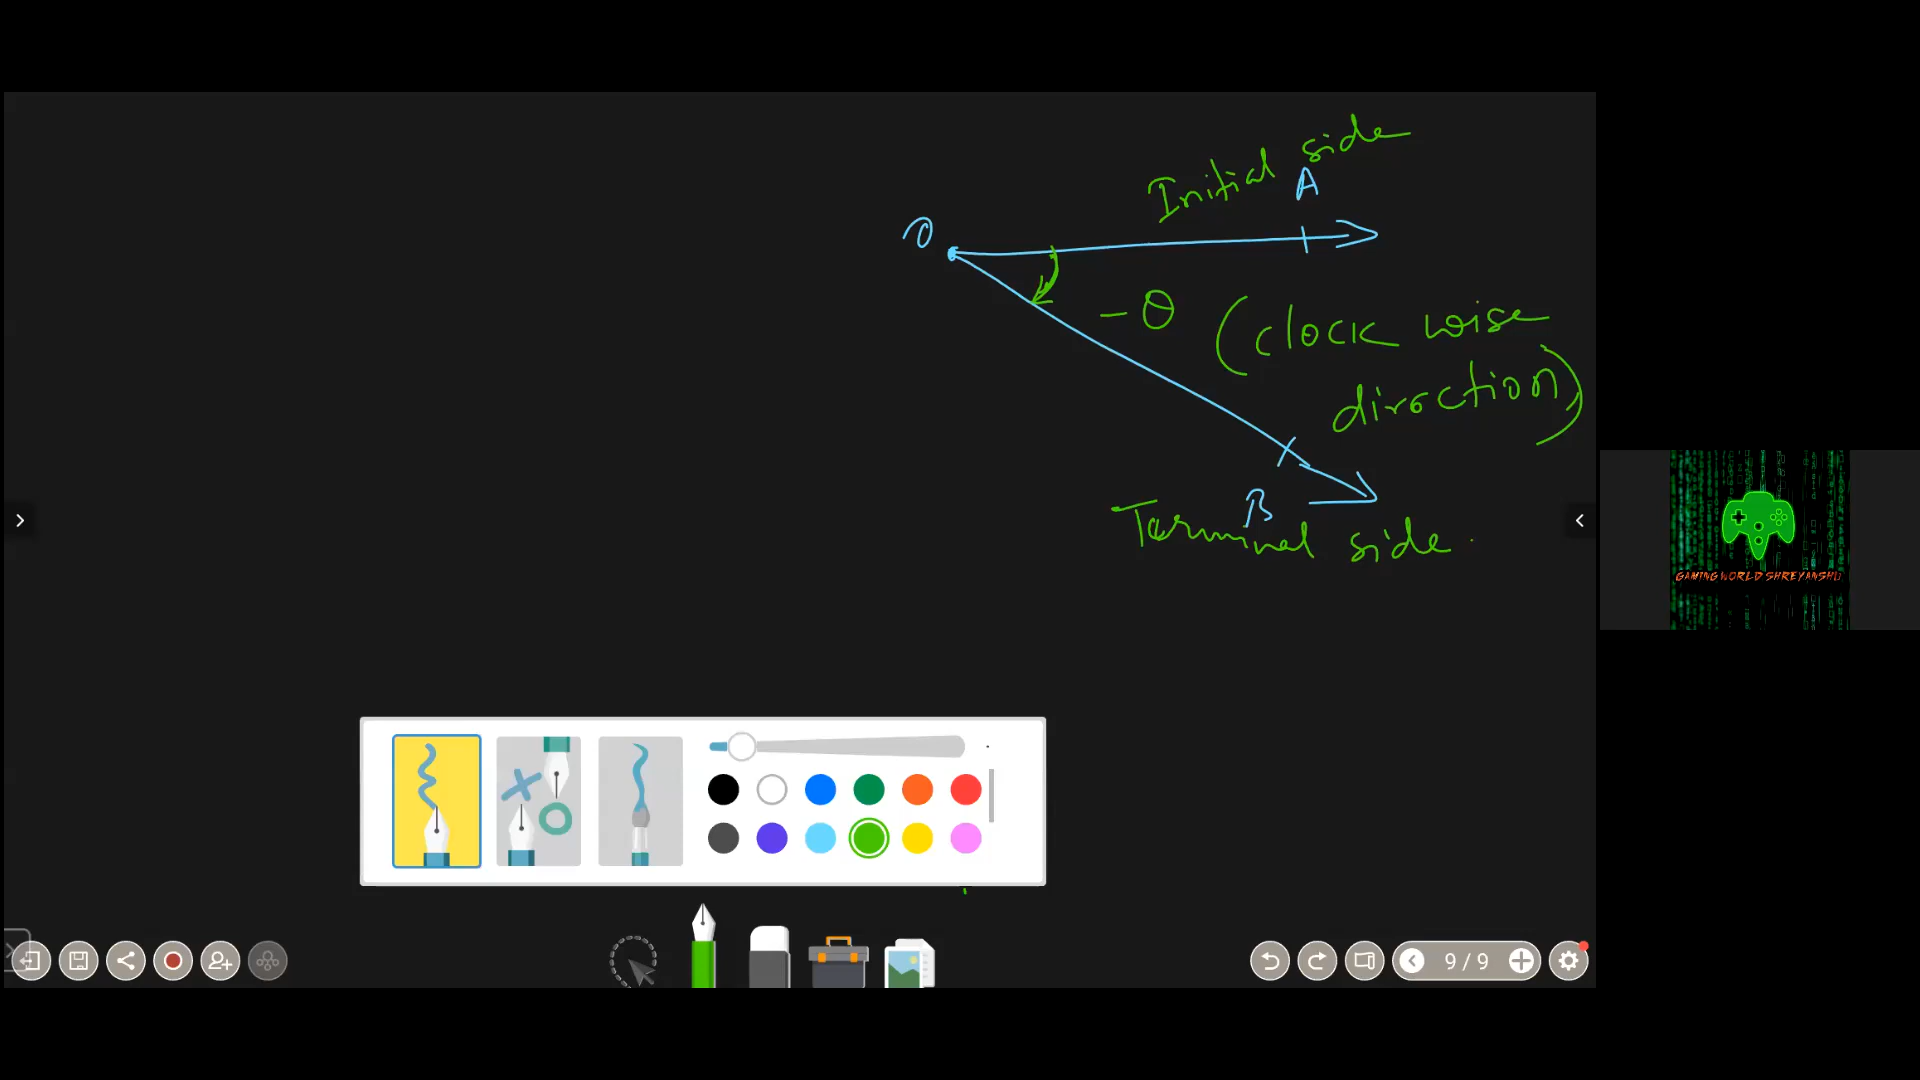 Initial side
A
O
- θ (clock wise
direction)
B
Terminal side.
GAMING WORLD SHREYANSHU
9 / 9